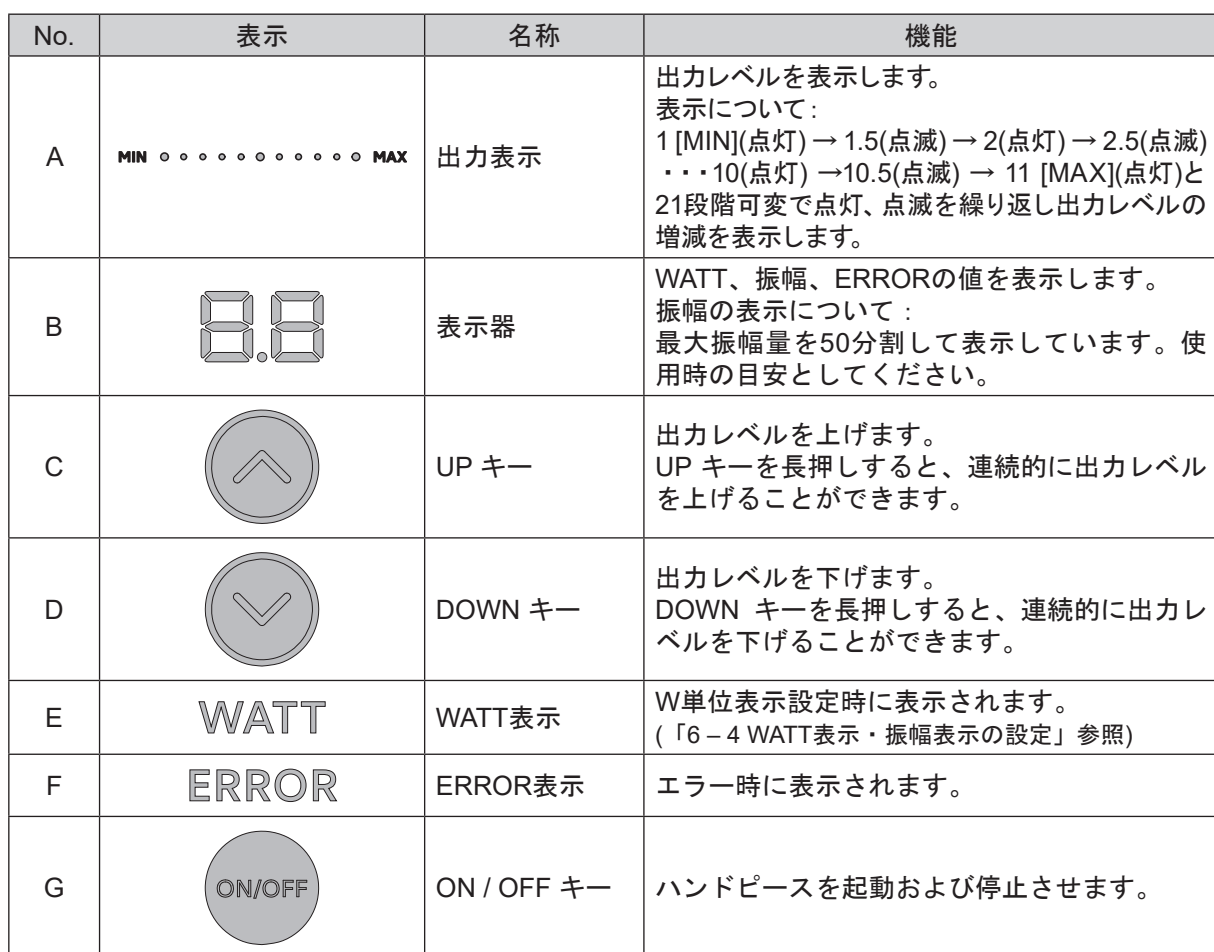 No. 表示 名称 機能
A MIN MAX 出力表示
出力レベルを表示します。
表示について:
1 [MIN](点灯) → 1.5(点滅) → 2(点灯) → 2.5(点滅)
・・・10(点灯) →10.5(点滅) → 11 [MAX](点灯)と
21段階可変で点灯、点滅を繰り返し出力レベルの
増減を表示します。
B 8.8 表示器
WATT、振幅、ERRORの値を表示します。
振幅の表示について:
最大振幅量を50分割して表示しています。使
用時の目安としてください。
C UP キー
出力レベルを上げます。
UP キーを長押しすると、連続的に出力レベル
を上げることができます。
D DOWN キー
出力レベルを下げます。
DOWN キーを長押しすると、連続的に出力レ
ベルを下げることができます。
E WATT WATT表示
W単位表示設定時に表示されます。
(「6 – 4 WATT表示・振幅表示の設定」参照)
F ERROR ERROR表示 エラー時に表示されます。
G ON/OFF ON / OFF キー ハンドピースを起動および停止させます。